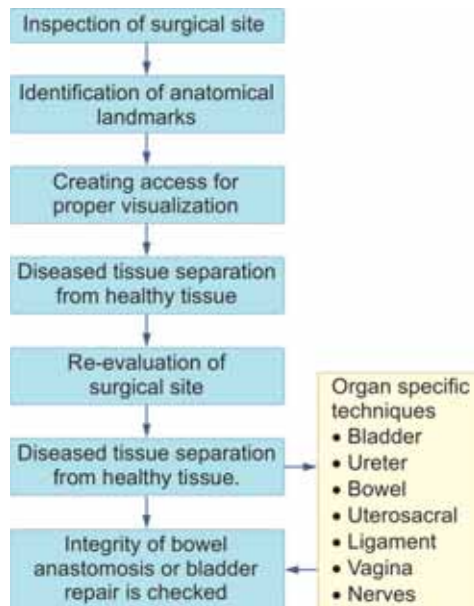 Inspection of surgical site
Identification of anatomical
landmarks
Creating access for
proper visualization
Diseased tissue separation
from healthy tissue
Re-evaluation of
surgical site
Diseased tissue separation
from healthy tissue.
Integrity of bowel
anastomosis or bladder
repair is checked
Organ specific
techniques
• Bladder
• Ureter
• Bowel
• Uterosacral
• Ligament
• Vagina
• Nerves